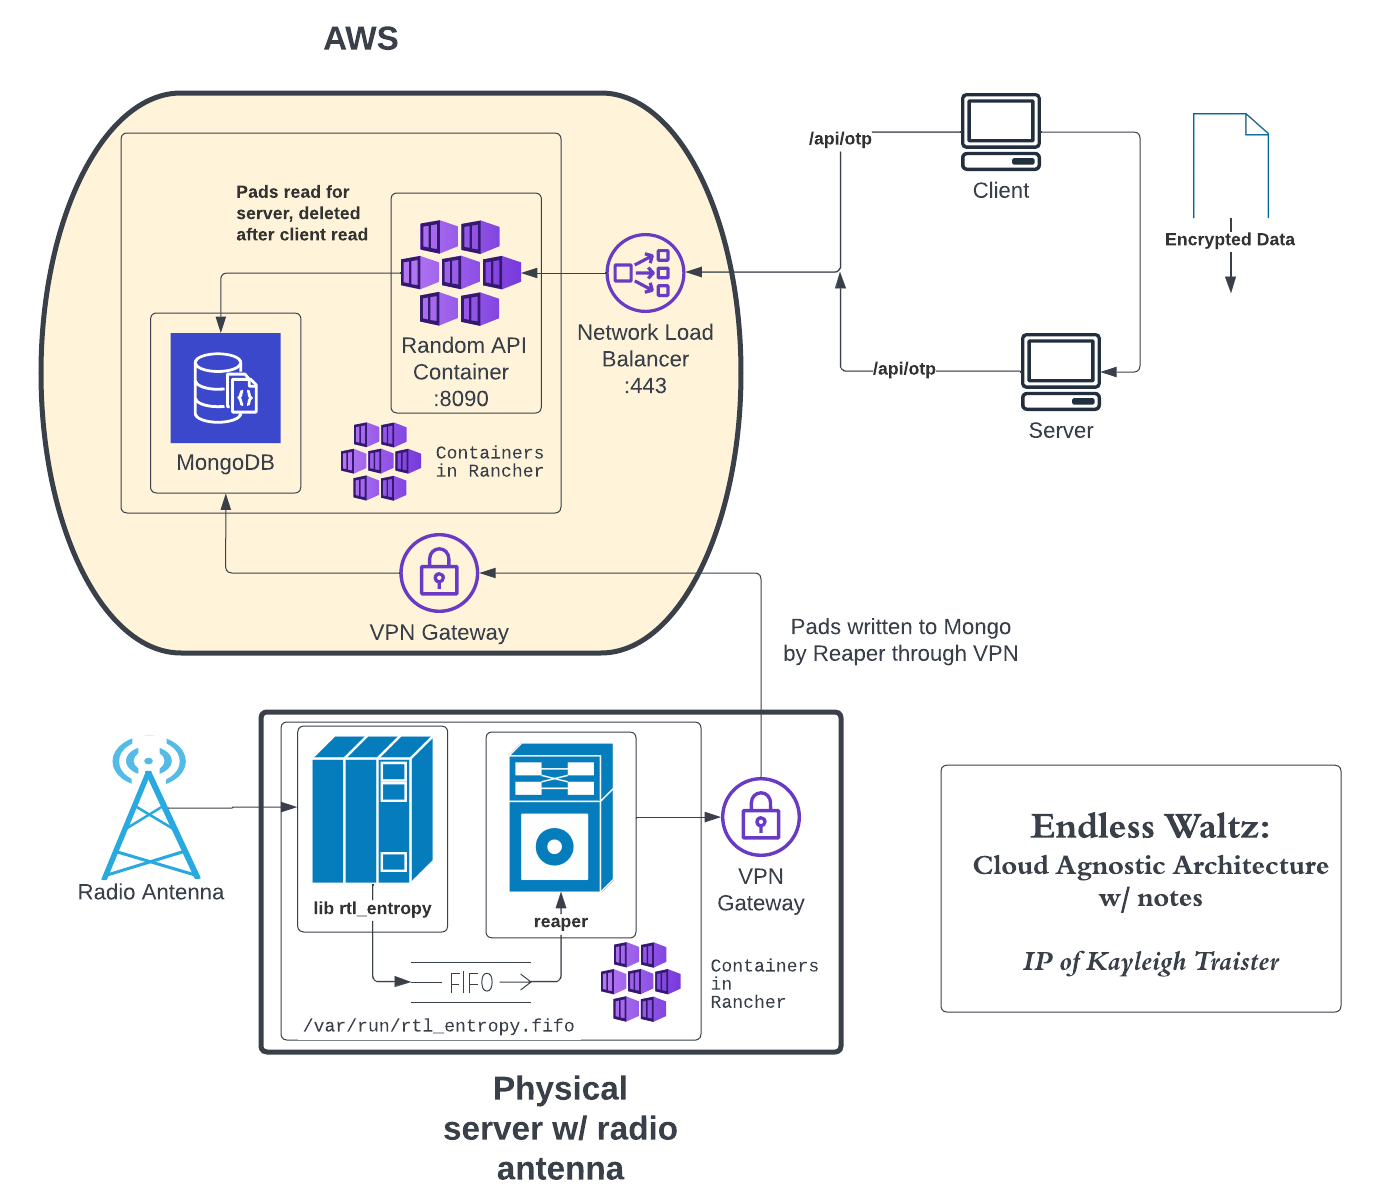 AWS
/api/otp
Client
Pads read for
server, deleted
after client read
Encrypted Data
Random API
Container
:8090
Network Load
Balancer
:443
/api/otp
Server
MongoDB
Containers
in Rancher
VPN Gateway
Pads written to Mongo
by Reaper through VPN
Radio Antenna
lib rtl_entropy
reaper
VPN
Gateway
FIFO
/var/run/rtl_entropy.fifo
Containers
in
Rancher
Endless Waltz:
Cloud Agnostic Architecture
w/ notes
IP of Kayleigh Traister
Physical
server w/ radio
antenna